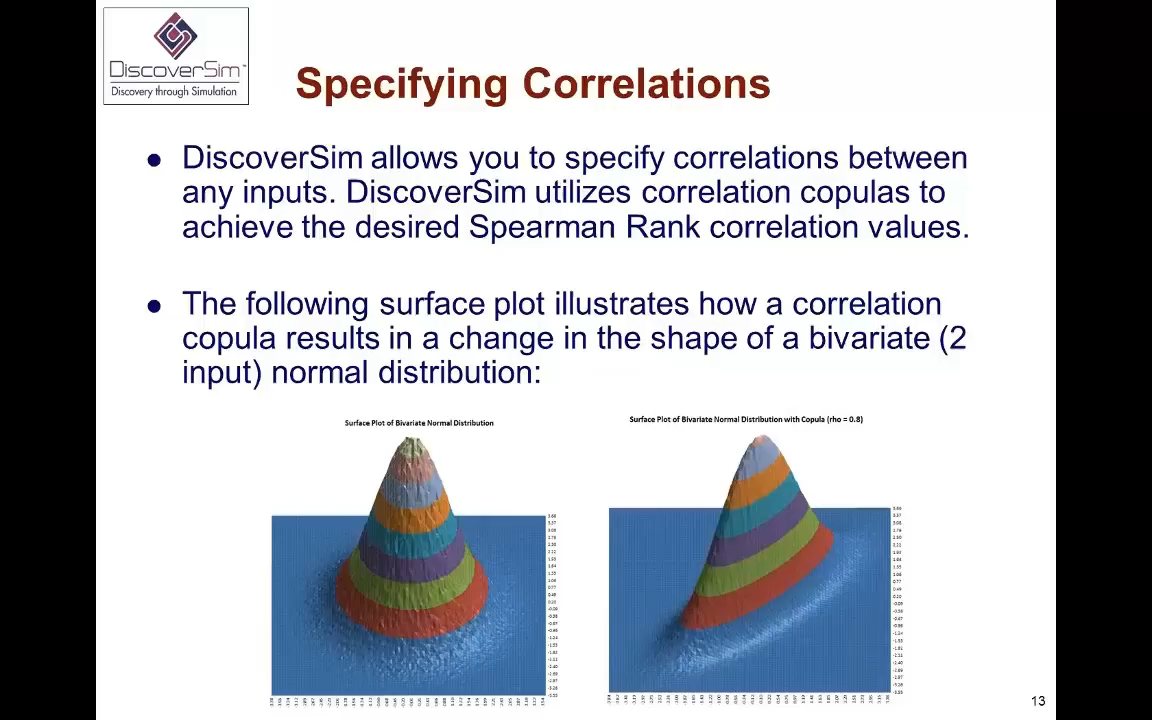 DiscoverSim™
Discovery through Simulation
Specifying Correlations
● DiscoverSim allows you to specify correlations between
any inputs. DiscoverSim utilizes correlation copulas to
achieve the desired Spearman Rank correlation values.
● The following surface plot illustrates how a correlation
copula results in a change in the shape of a bivariate (2
input) normal distribution:
Surface Plot of Bivariate Normal Distribution
Surface Plot of Bivariate Normal Distribution with Copula (rho = 0.8)
13